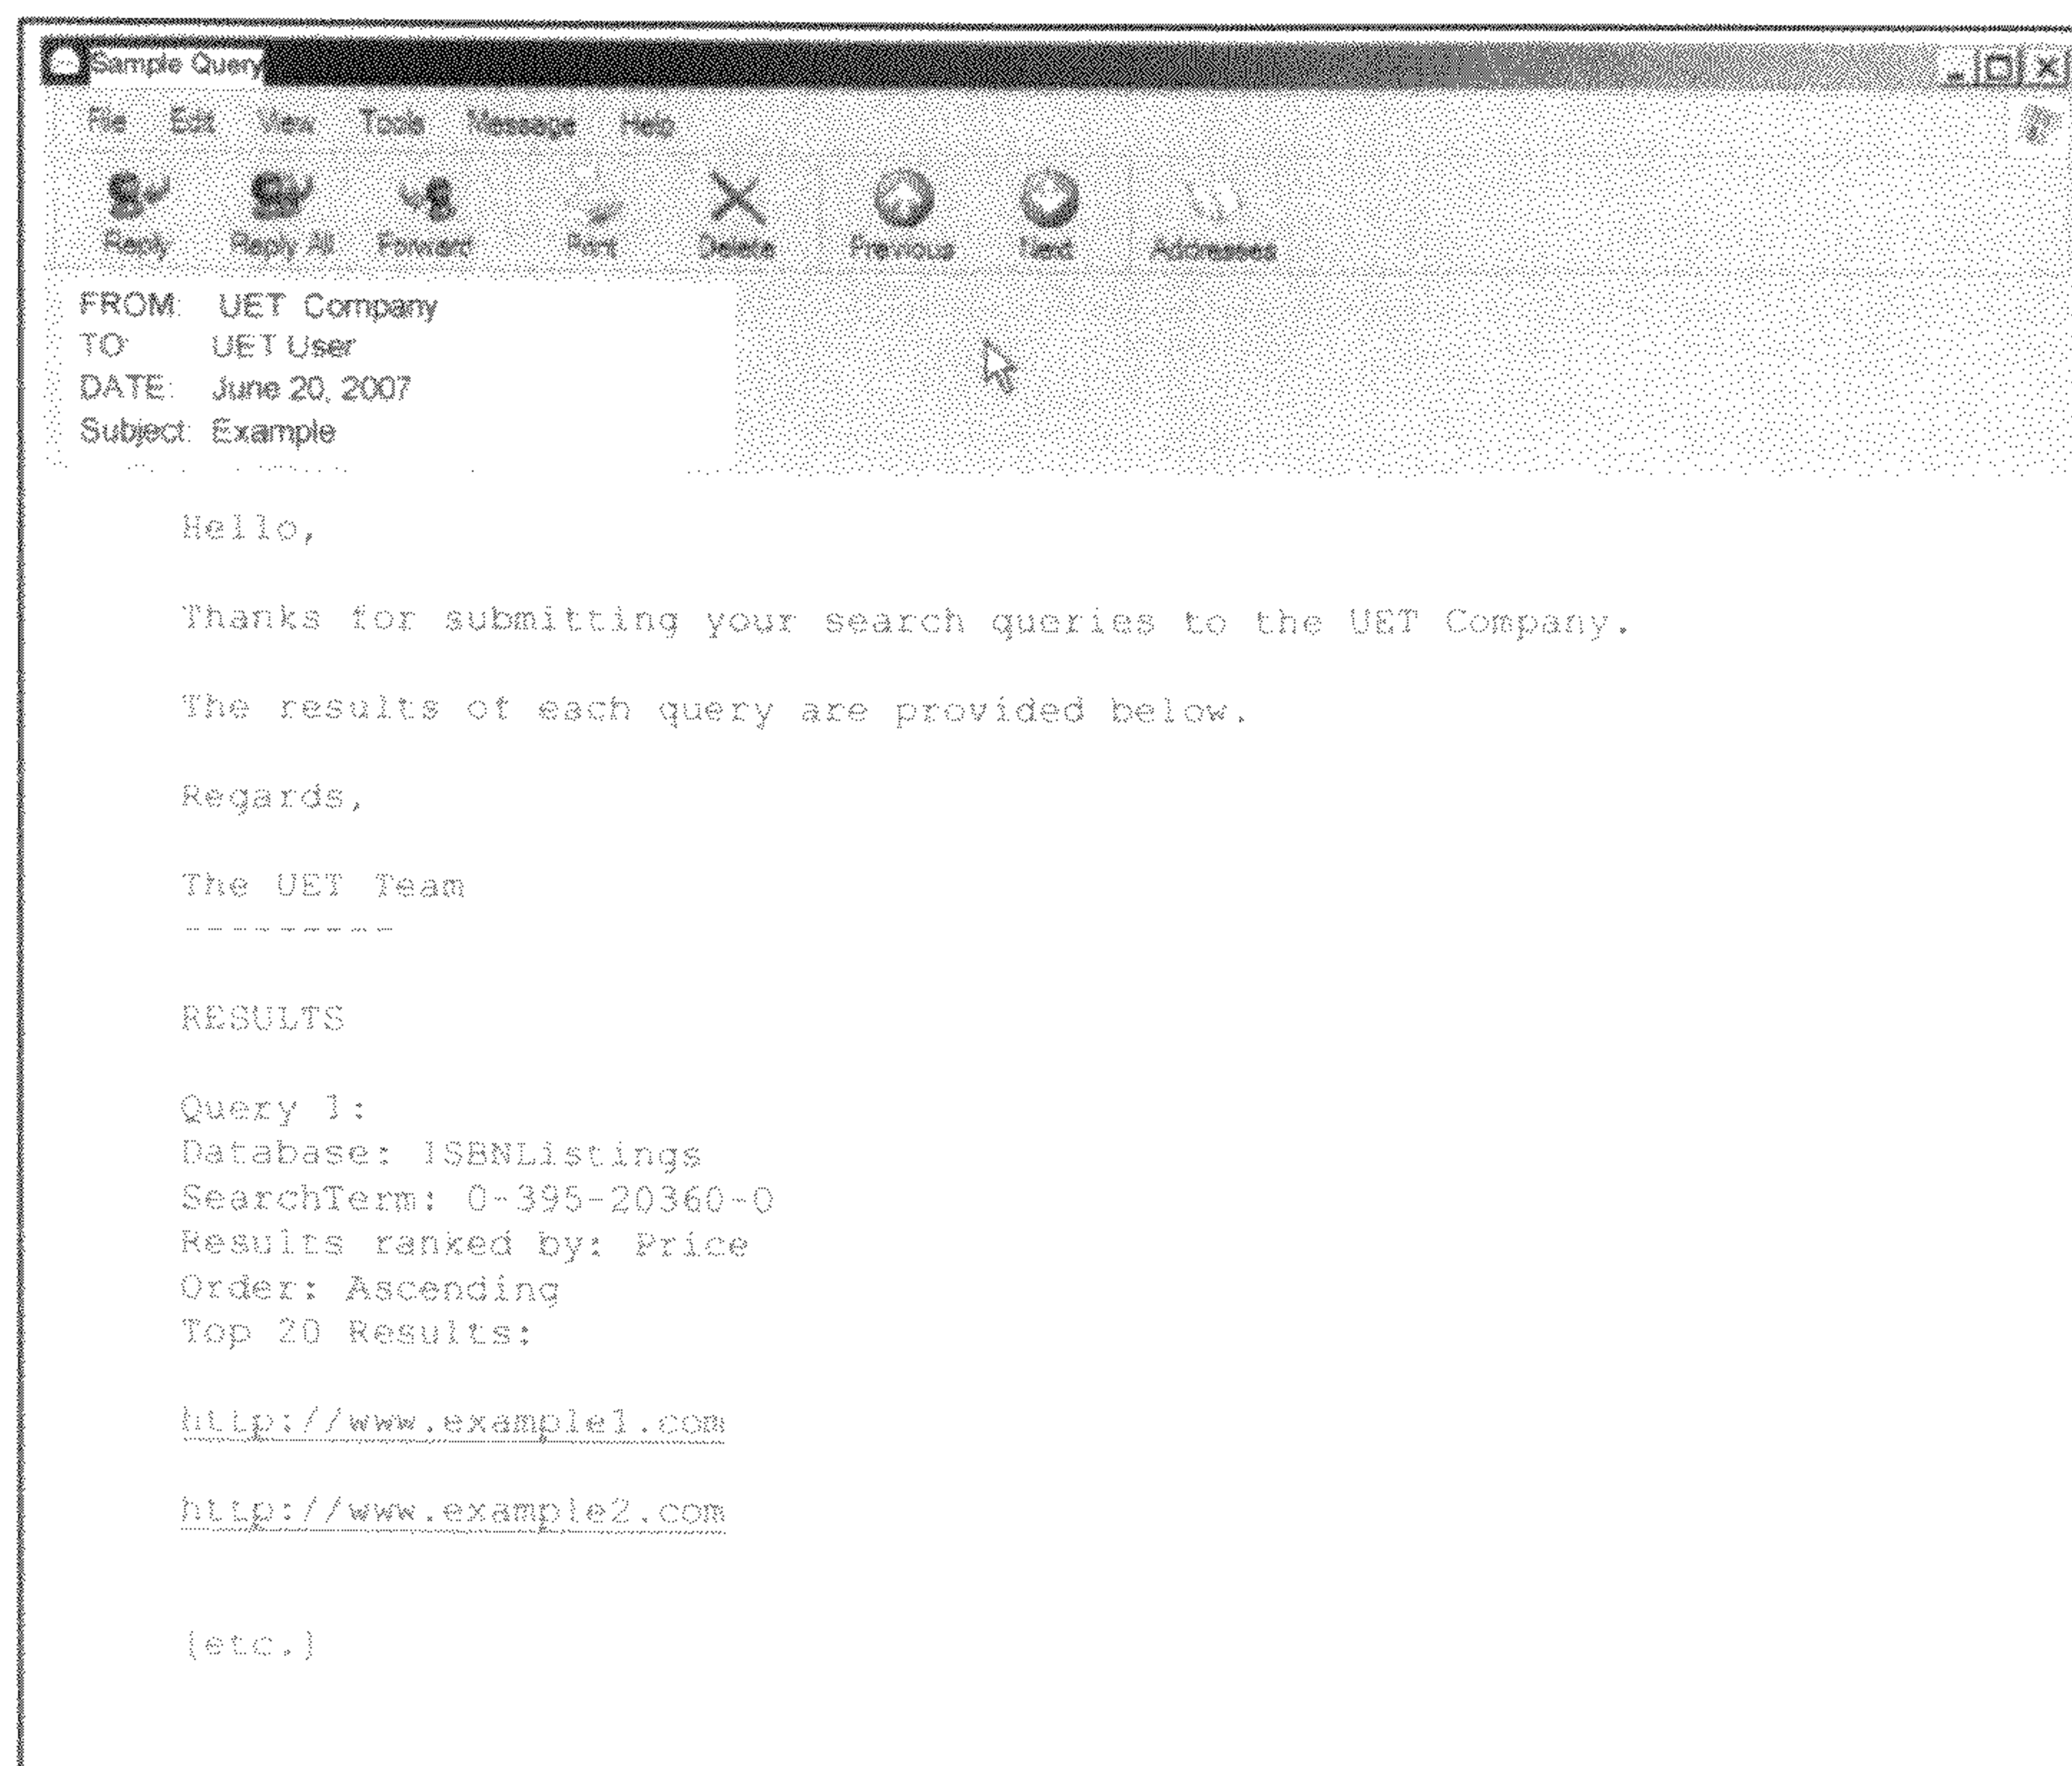 Sample Query
File Edit View Tools Message Help
Reply Reply All Forward Print Delete Previous Next Addresses
FROM: UET Company
TO: UET User
DATE: June 20, 2007
Subject: Example
Hello,
Thanks for submitting your search queries to the UET Company.
The results of each query are provided below.
Regards,
The UET Team
---------
RESULTS
Query 1:
Database: ISBNListings
SearchTerm: 0-395-20360-0
Results ranked by: Price
Order: Ascending
Top 20 Results:
http://www.example1.com
http://www.example2.com
(etc.)